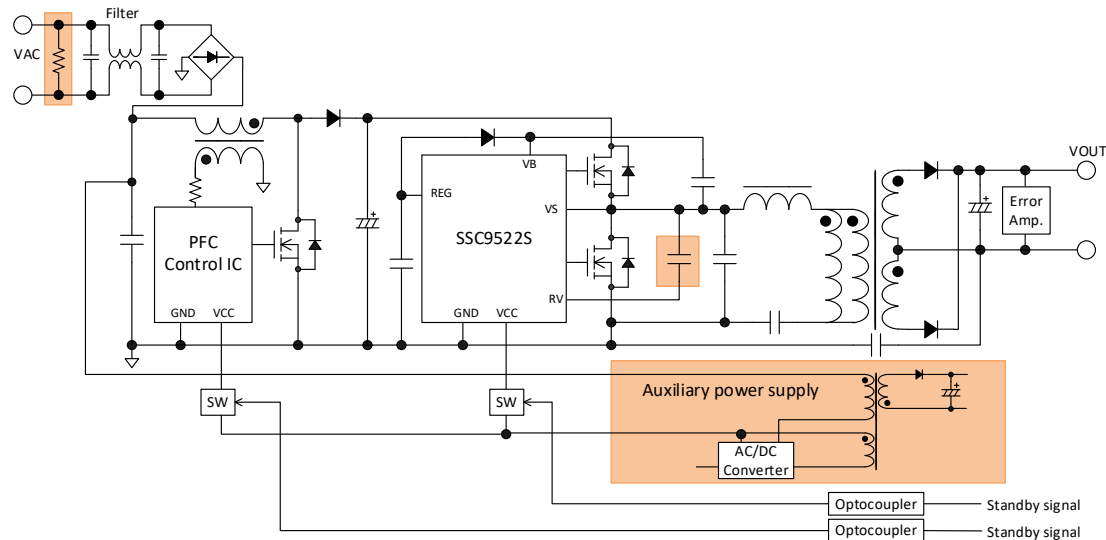 Filter
VAC
VB
REG
VS
SSC9522S
RV
GND
VCC
PFC
Control IC
GND
VCC
VOUT
Error
Amp.
SW
SW
Auxiliary power supply
AC/DC
Converter
Optocoupler
Standby signal
Optocoupler
Standby signal